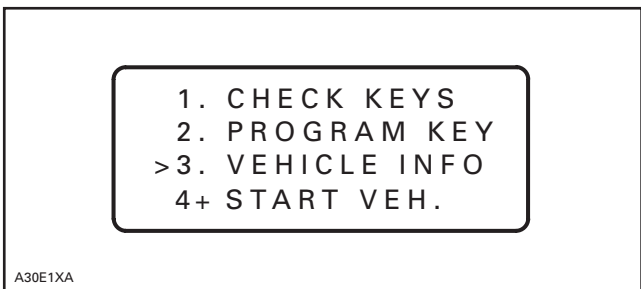 1. CHECK KEYS
2. PROGRAM KEY
>3. VEHICLE INFO
4+ START VEH.
A30E1XA